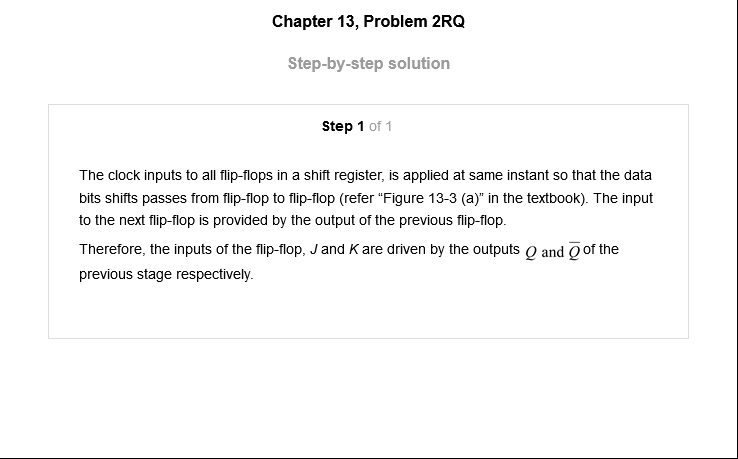 Chapter 13, Problem 2RQ
Step-by-step solution
Step 1 of 1
The clock inputs to all flip-flops in a shift register, is applied at same instant so that the data
bits shifts passes from flip-flop to flip-flop (refer “Figure 13-3 (a)” in the textbook). The input
to the next flip-flop is provided by the output of the previous flip-flop.
Therefore, the inputs of the flip-flop, J and K are driven by the outputs Q and Q̅ of the
previous stage respectively.